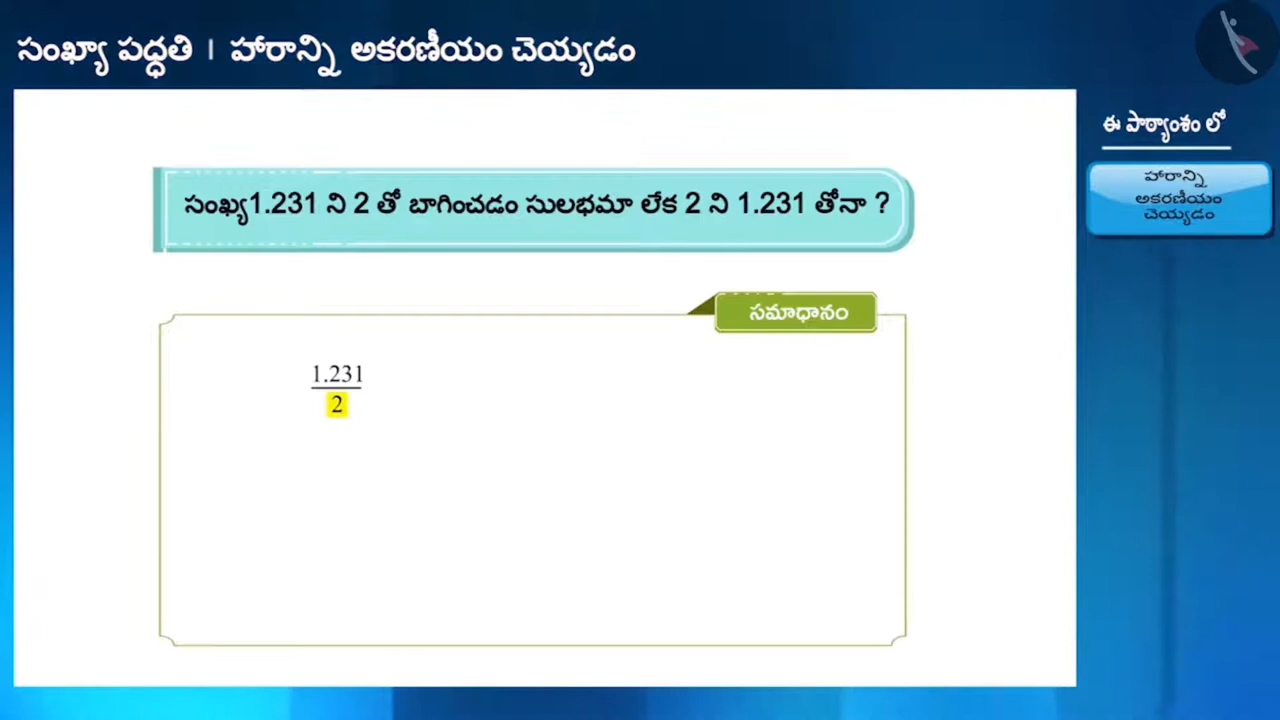 సంఖ్యా పద్ధతి । హారాన్ని అకరణీయం చెయ్యడం
ఈ పాఠ్యాంశం లో
హారాన్ని
అకరణీయం
చెయ్యడం
సంఖ్య1.231 ని 2 తో బాగించడం సులభమా లేక 2 ని 1.231 తోనా ?
సమాధానం
1.231
2